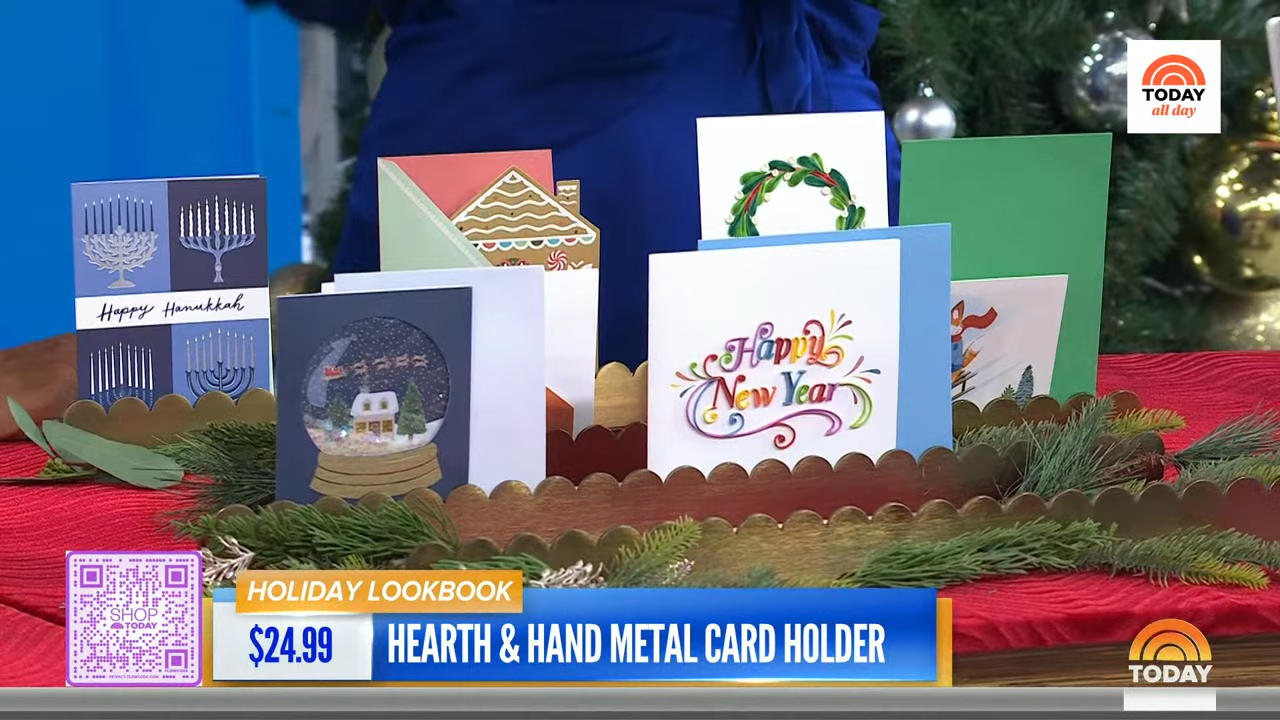 TODAY
all day
Happy Hanukkah
Happy
New Year
HOLIDAY LOOKBOOK
SHOP
TODAY
$24.99
HEARTH & HAND METAL CARD HOLDER
TODAY